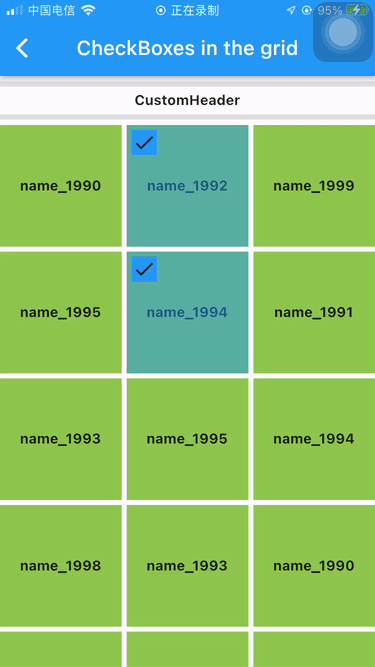 中国电信 正在录制 95%
CheckBoxes in the grid
CustomHeader
name_1990 name_1992 name_1999
name_1995 name_1994 name_1991
name_1993 name_1995 name_1994
name_1998 name_1993 name_1990